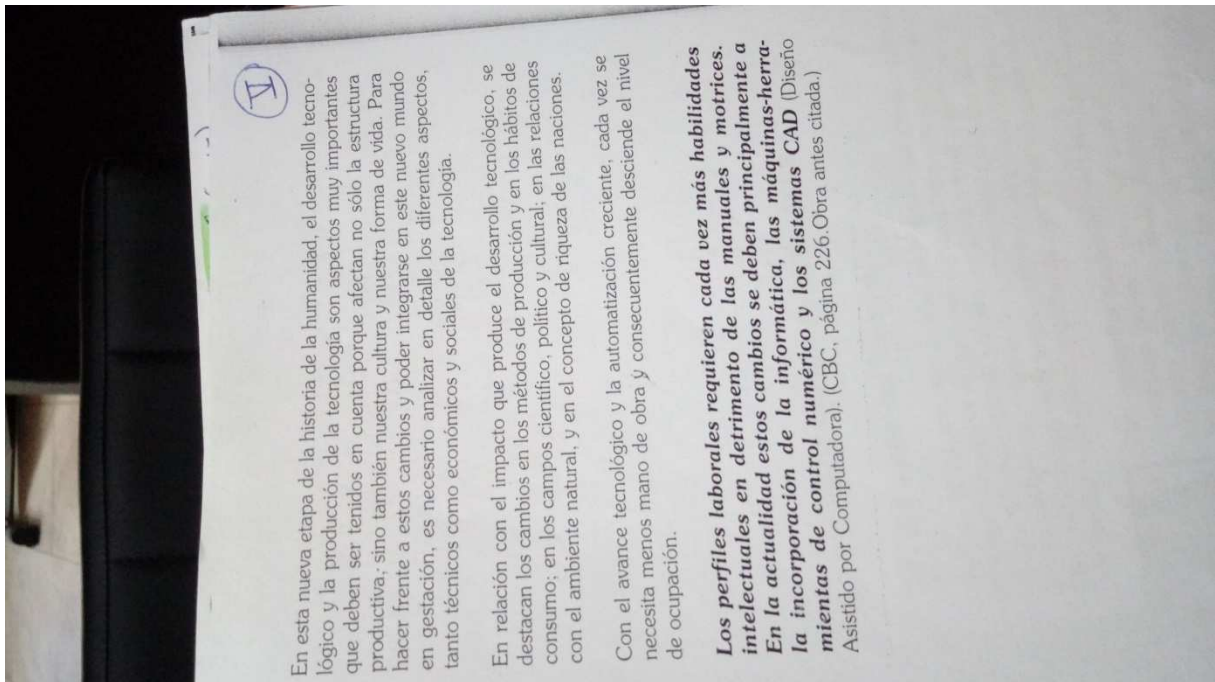 V
En esta nueva etapa de la historia de la humanidad, el desarrollo tecno-
lógico y la producción de la tecnología son aspectos muy importantes
que deben ser tenidos en cuenta porque afectan no sólo la estructura
productiva, sino también nuestra cultura y nuestra forma de vida. Para
hacer frente a estos cambios y poder integrarse en este nuevo mundo
en gestación, es necesario analizar en detalle los diferentes aspectos,
tanto técnicos como económicos y sociales de la tecnología.
En relación con el impacto que produce el desarrollo tecnológico, se
destacan los cambios en los métodos de producción y en los hábitos de
consumo; en los campos científico, político y cultural; en las relaciones
con el ambiente natural, y en el concepto de riqueza de las naciones.
Con el avance tecnológico y la automatización creciente, cada vez se
necesita menos mano de obra y consecuentemente desciende el nivel
de ocupación.
Los perfiles laborales requieren cada vez más habilidades
intelectuales en detrimento de las manuales y motrices.
En la actualidad estos cambios se deben principalmente a
la incorporación de la informática, las máquinas-herra-
mientas de control numérico y los sistemas CAD (Diseño
Asistido por Computadora). (CBC, página 226.Obra antes citada.)